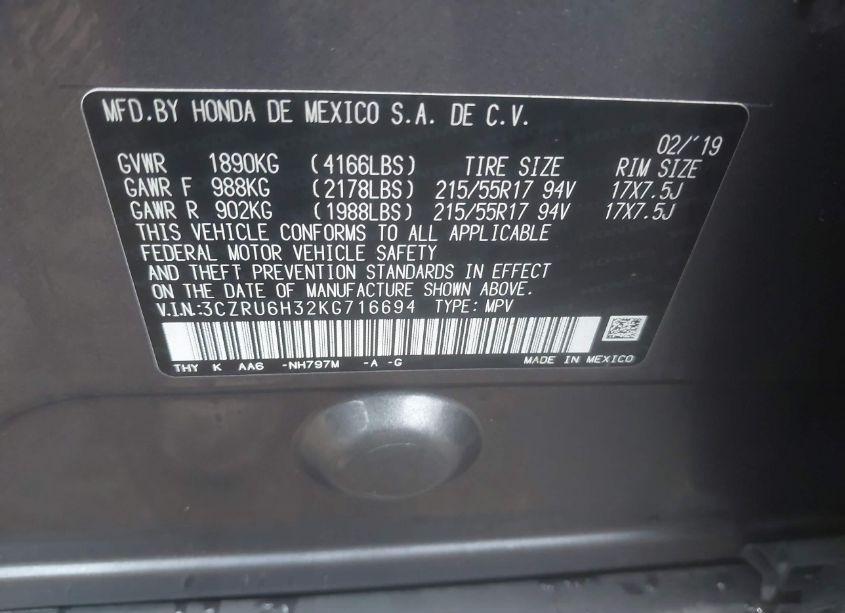 MFD.BY HONDA DE MEXICO S.A. DE C.V.
02/'19
GVWR 1890KG (4166LBS) TIRE SIZE RIM SIZE
GAWR F 988KG (2178LBS) 215/55R17 94V 17X7.5J
GAWR R 902KG (1988LBS) 215/55R17 94V 17X7.5J
THIS VEHICLE CONFORMS TO ALL APPLICABLE
FEDERAL MOTOR VEHICLE SAFETY
AND THEFT PREVENTION STANDARDS IN EFFECT
ON THE DATE OF MANUFACTURE SHOWN ABOVE.
V.I.N.:3CZRU6H32KG716694 TYPE: MPV
THY K AA6 -NH797M -A -G MADE IN MEXICO